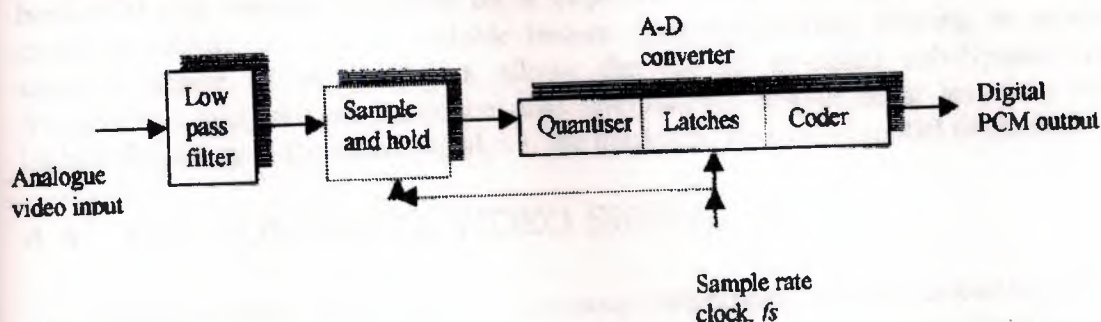 A-D
converter
Low
pass
filter
Sample
and hold
Quantiser
Latches
Coder
Digital
PCM output
Analogue
video input
Sample rate
clock, fs